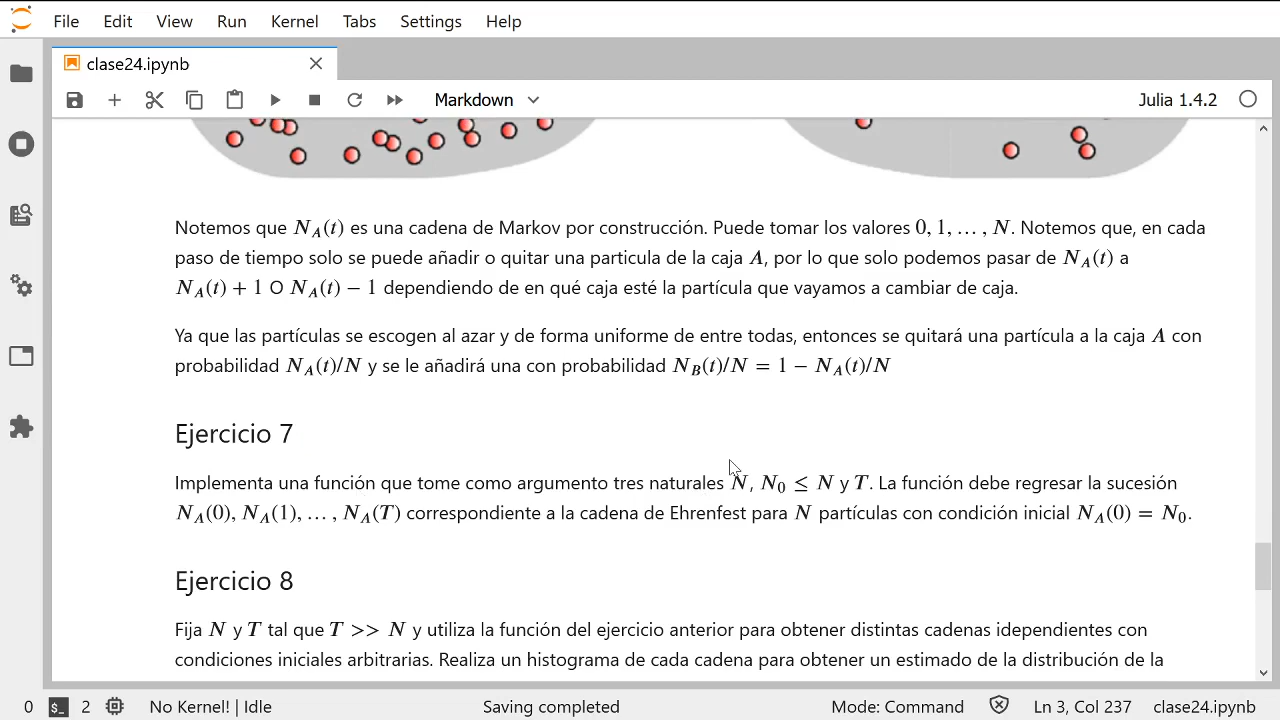 File Edit View Run Kernel Tabs Settings Help
clase24.ipynb
Markdown
Julia 1.4.2
Notemos que N_A(t) es una cadena de Markov por construcción. Puede tomar los valores 0, 1, … , N. Notemos que, en cada
paso de tiempo solo se puede añadir o quitar una particula de la caja A, por lo que solo podemos pasar de N_A(t) a
N_A(t) + 1 O N_A(t) − 1 dependiendo de en qué caja esté la partícula que vayamos a cambiar de caja.
Ya que las partículas se escogen al azar y de forma uniforme de entre todas, entonces se quitará una partícula a la caja A con
probabilidad N_A(t)/N y se le añadirá una con probabilidad N_B(t)/N = 1 − N_A(t)/N
Ejercicio 7
Implementa una función que tome como argumento tres naturales N, N_0 ≤ N y T. La función debe regresar la sucesión
N_A(0), N_A(1), … , N_A(T) correspondiente a la cadena de Ehrenfest para N partículas con condición inicial N_A(0) = N_0.
Ejercicio 8
Fija N y T tal que T >> N y utiliza la función del ejercicio anterior para obtener distintas cadenas idependientes con
condiciones iniciales arbitrarias. Realiza un histograma de cada cadena para obtener un estimado de la distribución de la
0 $_ 2 No Kernel! | Idle Saving completed Mode: Command Ln 3, Col 237 clase24.ipynb